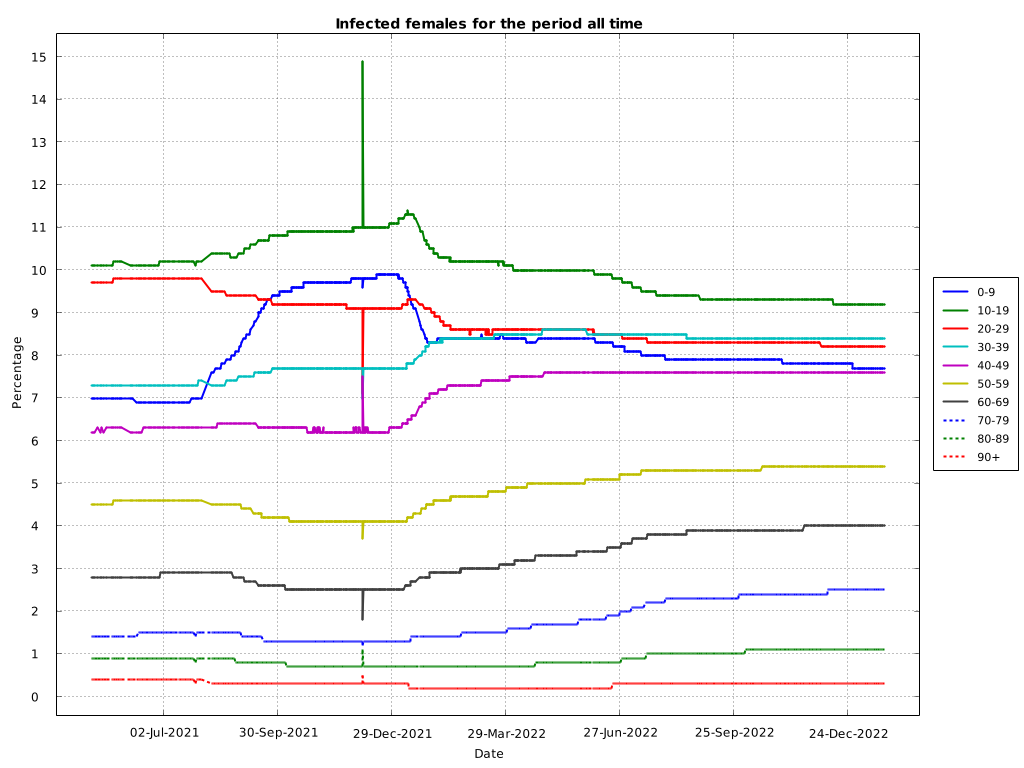 Infected females for the period all time
15
14
13
12
11
10
9
8
7
6
5
4
3
2
1
0
Percentage
02-Jul-2021
30-Sep-2021
29-Dec-2021
29-Mar-2022
27-Jun-2022
25-Sep-2022
24-Dec-2022
Date
0-9
10-19
20-29
30-39
40-49
50-59
60-69
70-79
80-89
90+